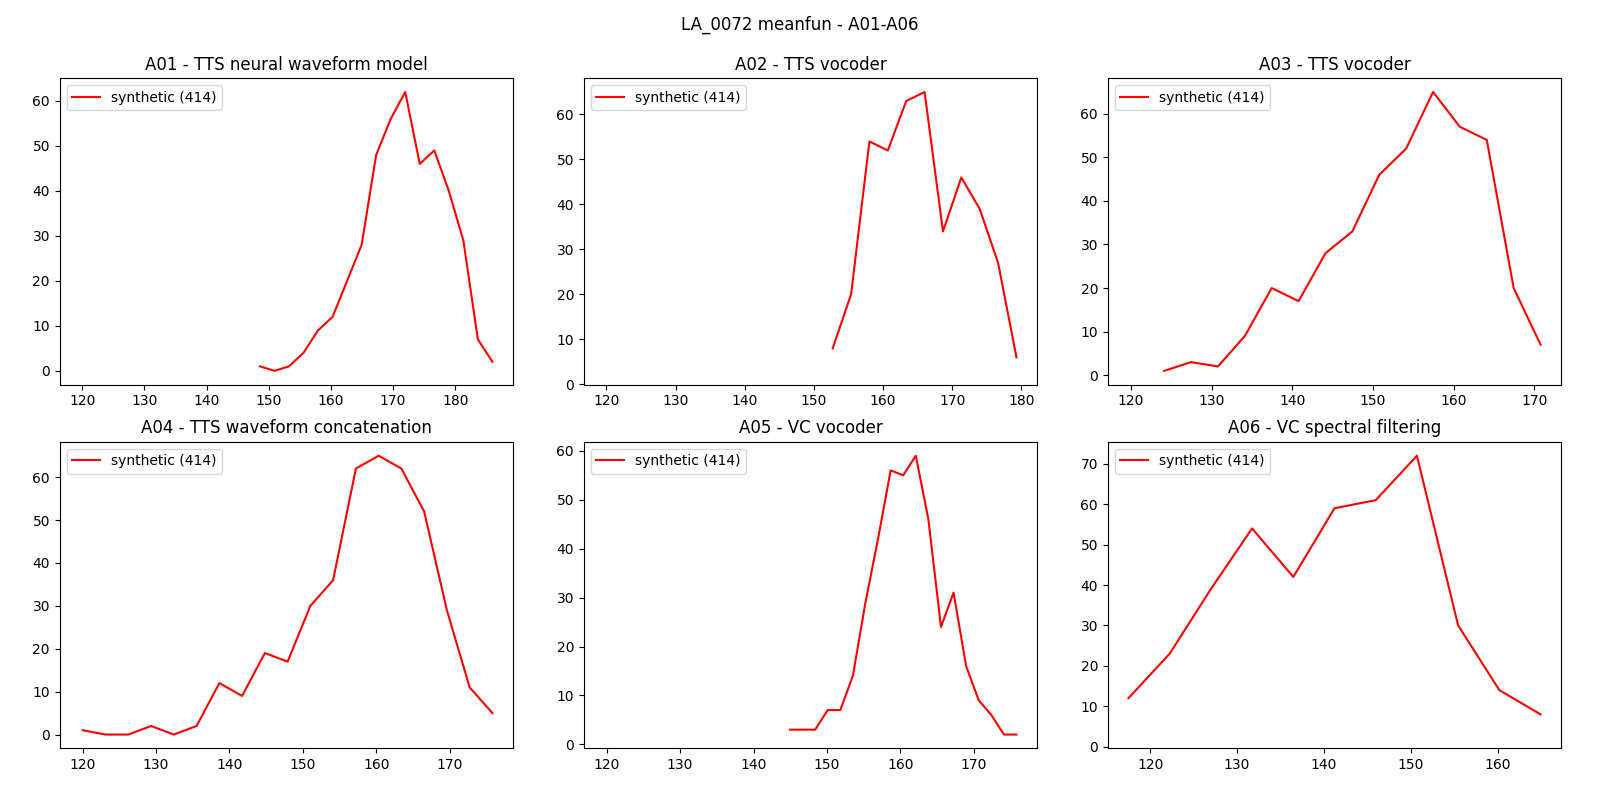 LA_0072 meanfun - A01-A06
A01 - TTS neural waveform model
synthetic (414)
60
50
40
30
20
10
0
120 130 140 150 160 170 180
A02 - TTS vocoder
synthetic (414)
60
50
40
30
20
10
0
120 130 140 150 160 170 180
A03 - TTS vocoder
synthetic (414)
60
50
40
30
20
10
0
120 130 140 150 160 170
A04 - TTS waveform concatenation
synthetic (414)
60
50
40
30
20
10
0
120 130 140 150 160 170
A05 - VC vocoder
synthetic (414)
60
50
40
30
20
10
0
120 130 140 150 160 170
A06 - VC spectral filtering
synthetic (414)
70
60
50
40
30
20
10
0
120 130 140 150 160